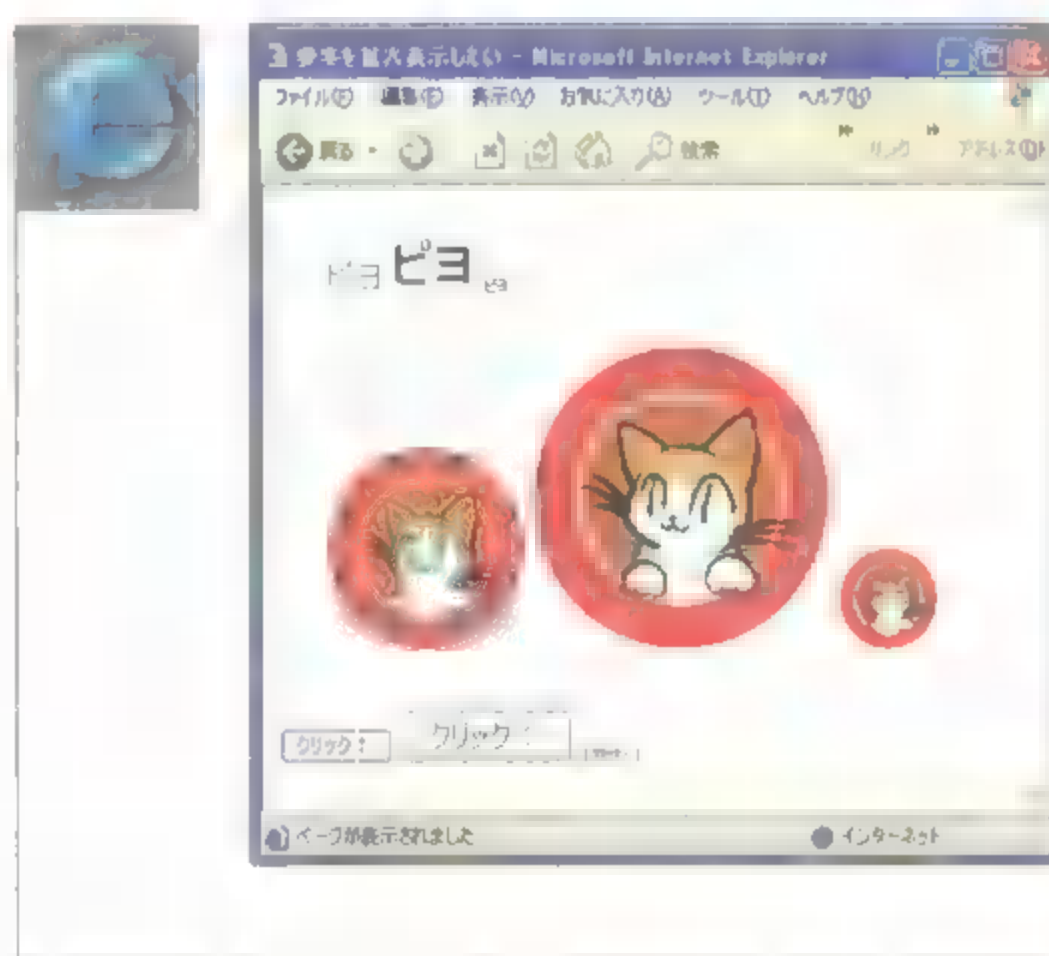 を拡大表示したい - Microsoft Internet Explorer
ファイル(F) 編集(E) 表示(V) お気に入り(A) ツール(T) ヘルプ(H)
戻る 検索 リンク アドレス(D)
ピヨ ピヨ ピヨ
クリック! クリック!
ページが表示されました インターネット